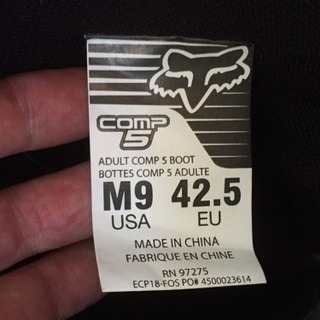 COMP
5
ADULT COMP 5 BOOT
BOTTES COMP 5 ADULTE
M9 42.5
USA EU
MADE IN CHINA
FABRIQUE EN CHINE
RN 97275
ECP18-FOS PO# 4500023614